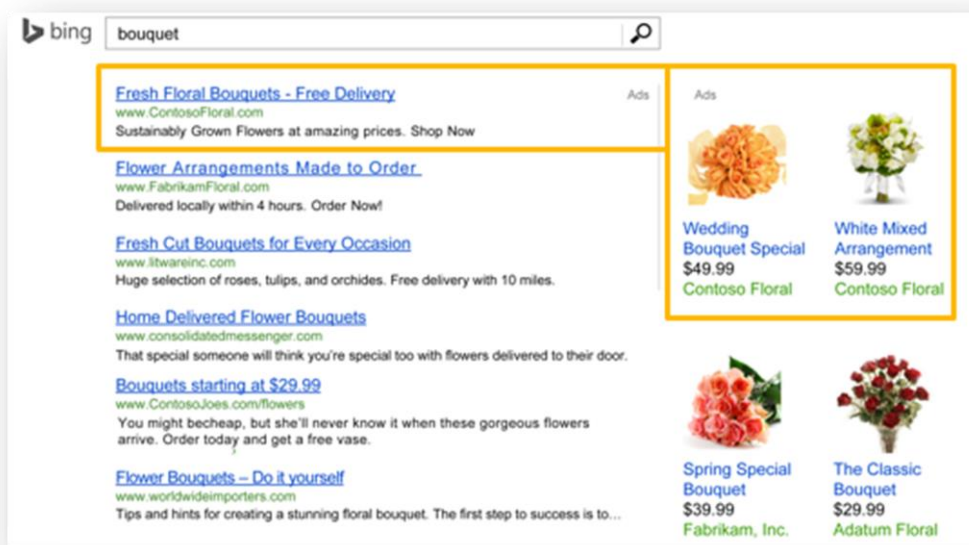 bing
bouquet
Fresh Floral Bouquets - Free Delivery
Ads
www.ContosoFloral.com
Sustainably Grown Flowers at amazing prices. Shop Now
Flower Arrangements Made to Order
www.FabrikamFloral.com
Delivered locally within 4 hours. Order Now!
Fresh Cut Bouquets for Every Occasion
www.litwareinc.com
Huge selection of roses, tulips, and orchides. Free delivery with 10 miles.
Home Delivered Flower Bouquets
www.consolidatedmessenger.com
That special someone will think you're special too with flowers delivered to their door.
Bouquets starting at $29.99
www.ContosoJoes.com/flowers
You might becheap, but she'll never know it when these gorgeous flowers
arrive. Order today and get a free vase.
Flower Bouquets – Do it yourself
www.worldwideimporters.com
Tips and hints for creating a stunning floral bouquet. The first step to success is to...
Ads
Wedding
Bouquet Special
$49.99
Contoso Floral
White Mixed
Arrangement
$59.99
Contoso Floral
Spring Special
Bouquet
$39.99
Fabrikam, Inc.
The Classic
Bouquet
$29.99
Adatum Floral